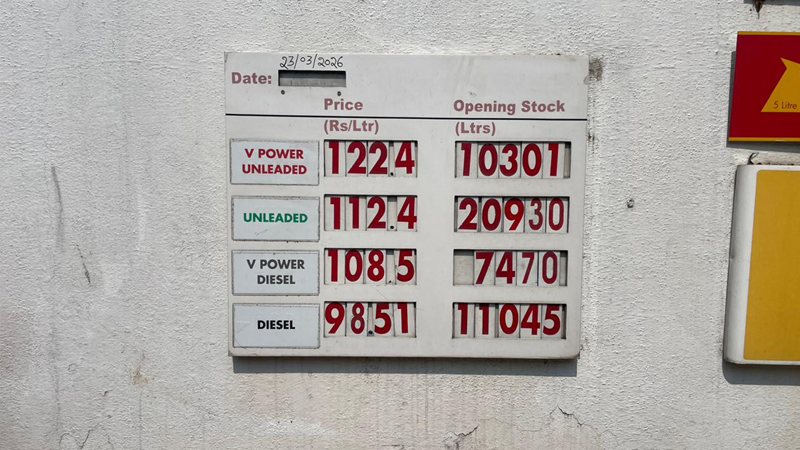 23/03/2026
Date:
Price Opening Stock
(Rs/Ltr) (Ltrs)
V POWER UNLEADED 122.4 10301
UNLEADED 112.4 20930
V POWER DIESEL 108.5 7470
DIESEL 98.51 11045
5 Litre